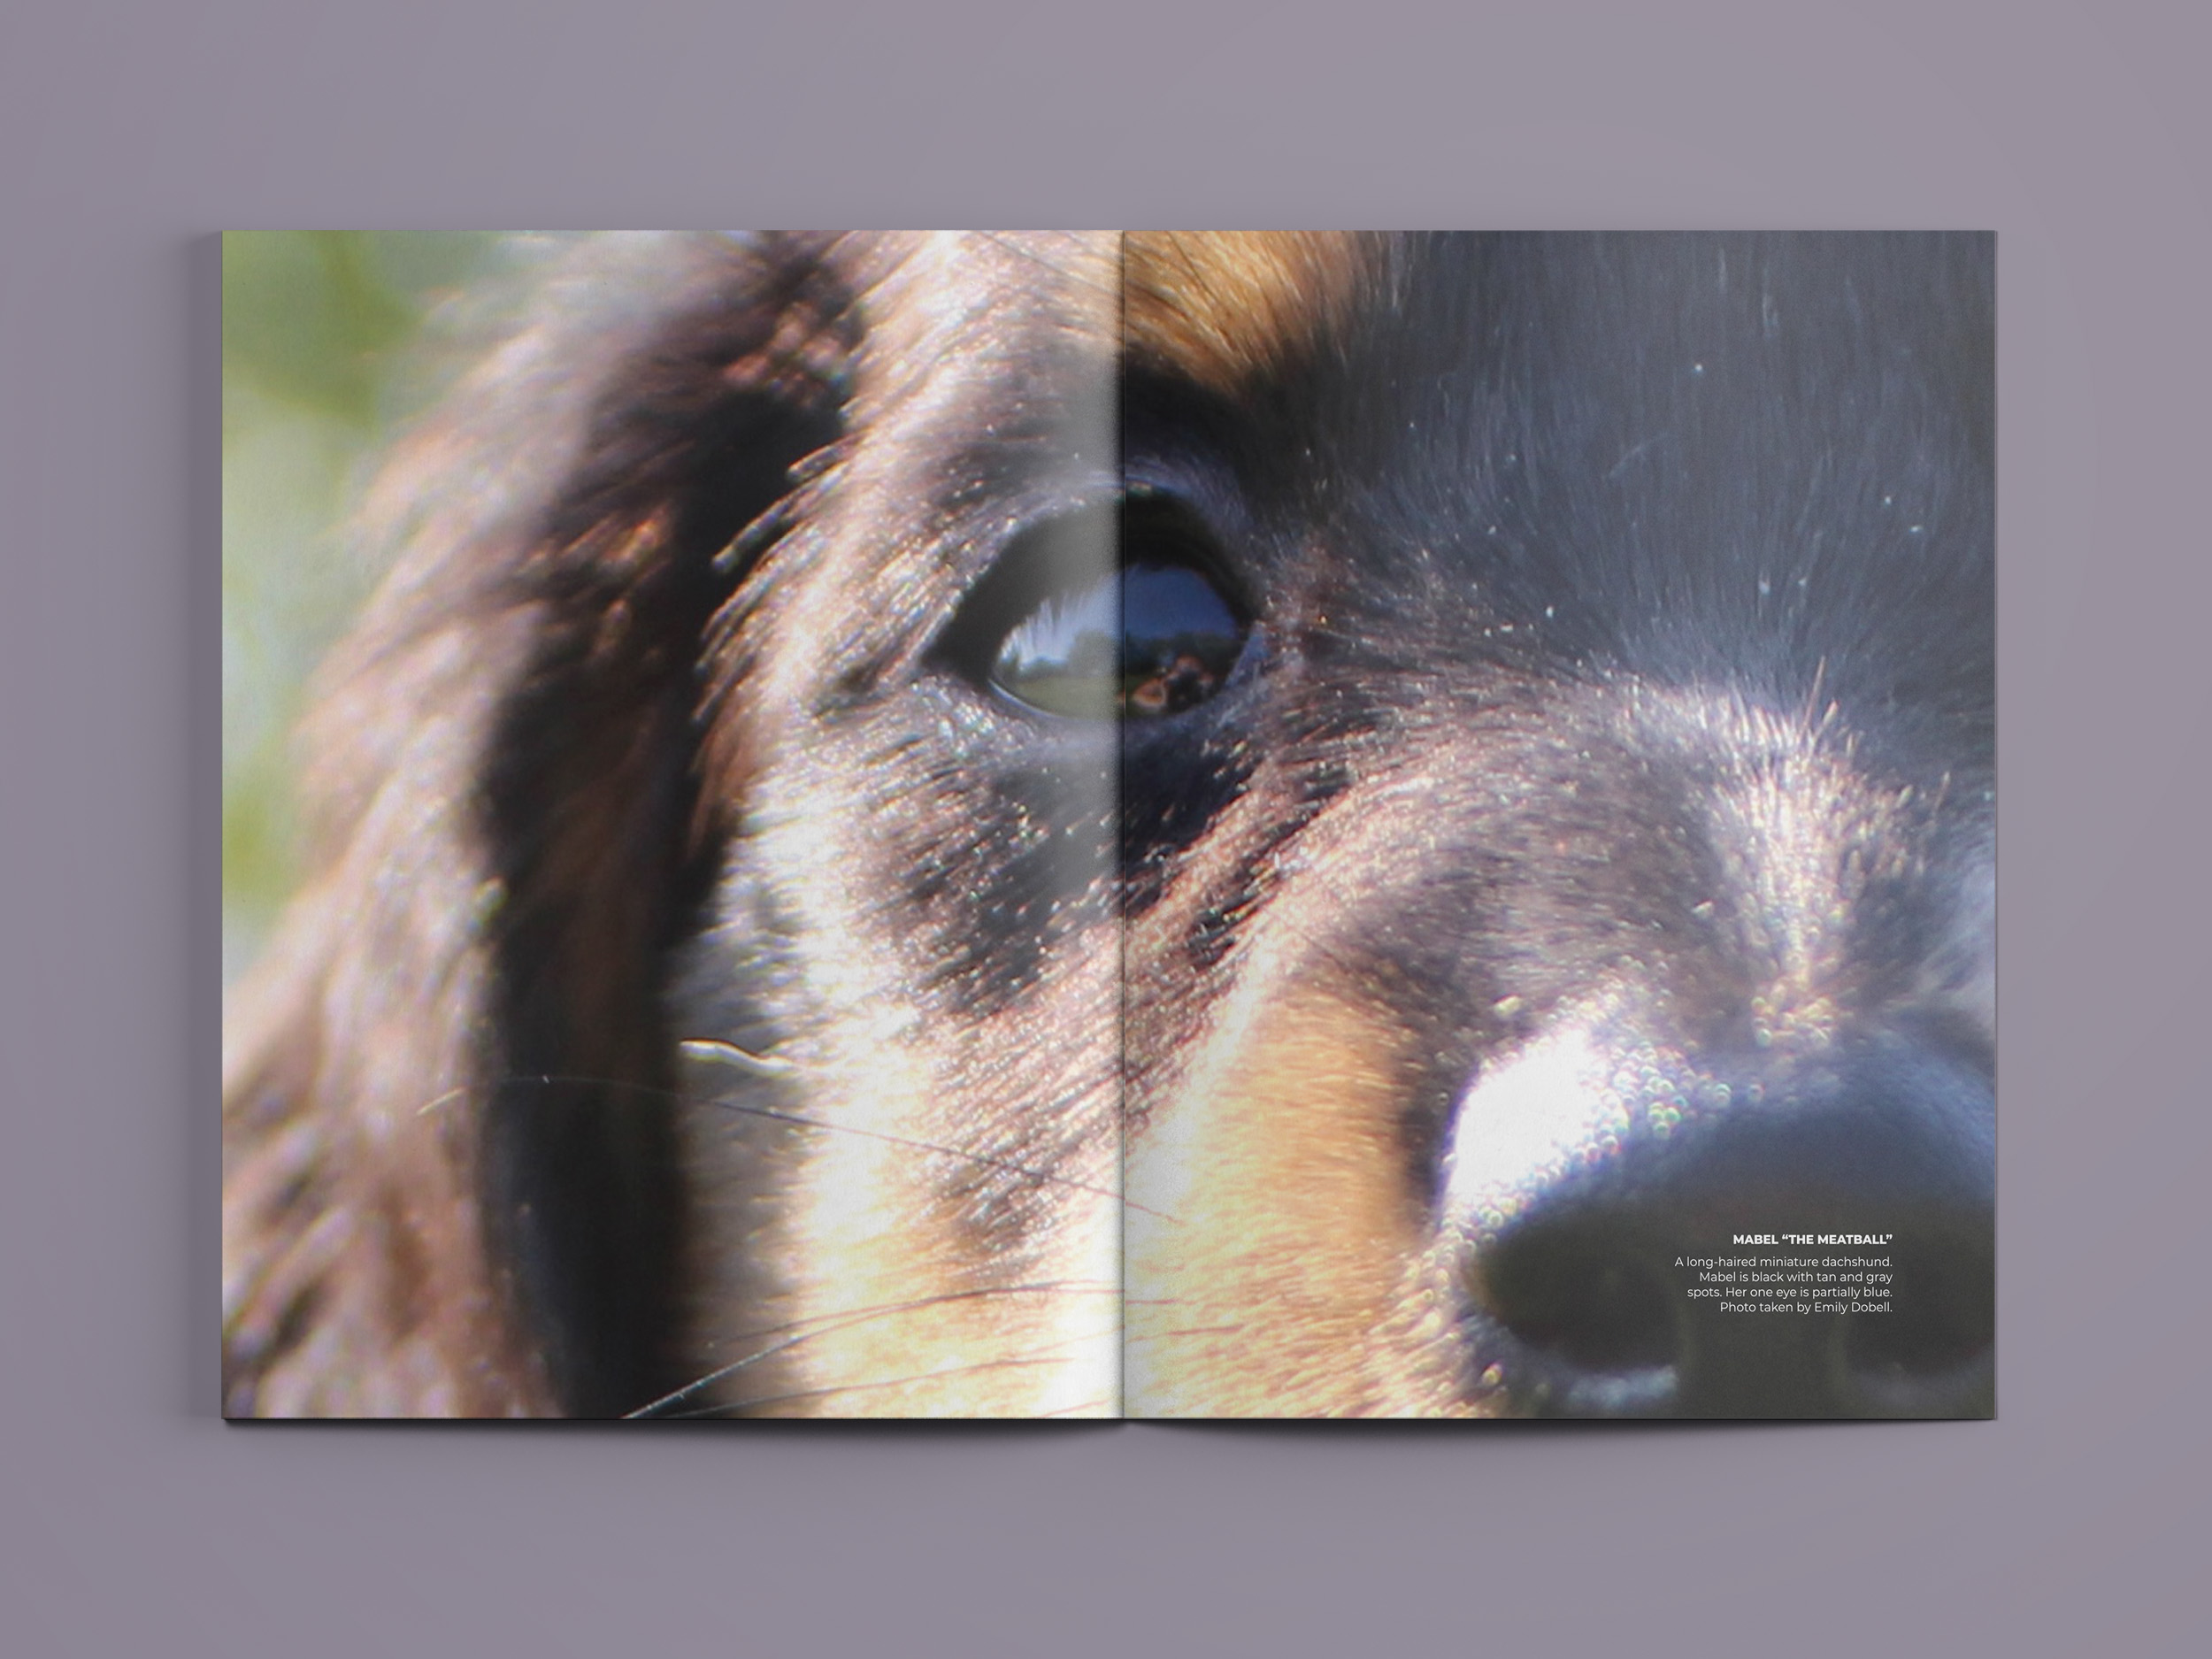 MABEL “THE MEATBALL”
A long-haired miniature dachshund.
Mabel is black with tan and gray
spots. Her one eye is partially blue.
Photo taken by Emily Dobell.